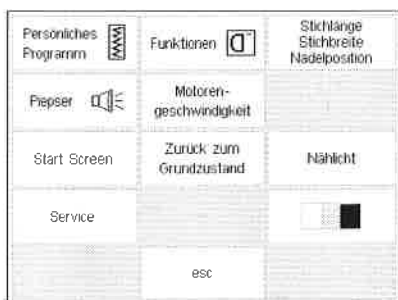 Persönliches
Programm
Funktionen
Stichlänge
Stichbreite
Nadelposition
Piepser
Motoren-
geschwindigkeit
Start Screen
Zurück zum
Grundzustand
Nählicht
Service
esc